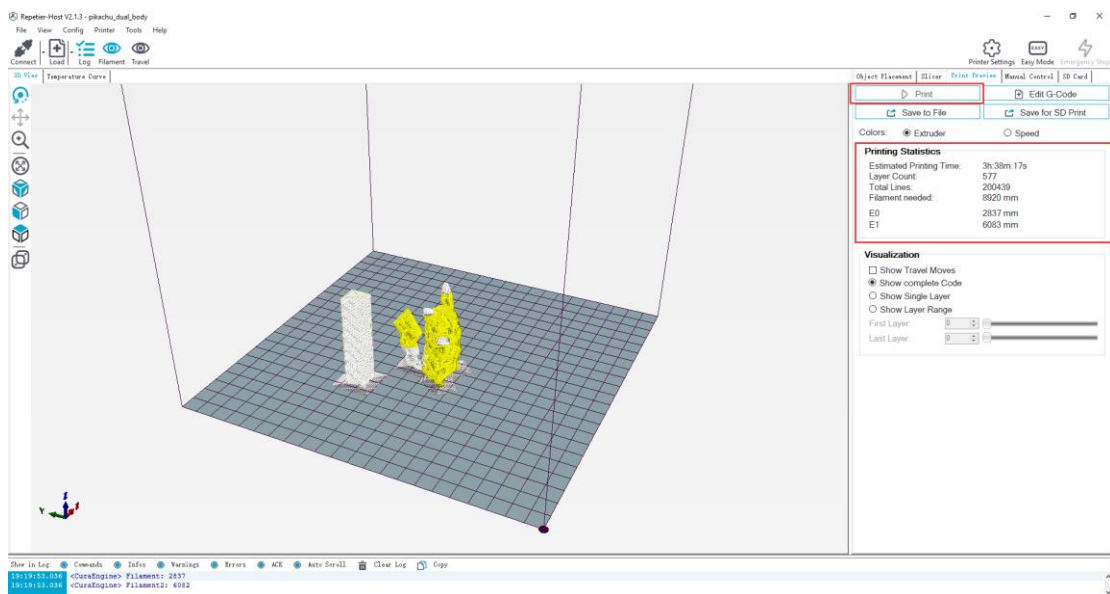 Repetier-Host V2.1.3 - pikachu_dual_body
File View Config Printer Tools Help
Connect Load Log Filament Travel
Printer Settings Easy Mode Emergency Stop
EASY
3D View Temperature Curve
Object Placement Slicer Print Preview Manual Control SD Card
Print Edit G-Code
Save to File Save for SD Print
Colors: Extruder Speed
Printing Statistics
Estimated Printing Time: 3h:38m:17s
Layer Count: 577
Total Lines: 200439
Filament needed: 8920 mm
E0 2837 mm
E1 6083 mm
Visualization
Show Travel Moves
Show complete Code
Show Single Layer
Show Layer Range
First Layer: 0
Last Layer: 0
Z
Y
Show in Log: Commands Infos Warnings Errors ACK Auto Scroll Clear Log Copy
19:19:53.036 <CuraEngine> Filament: 2837
19:19:53.036 <CuraEngine> Filament2: 6082